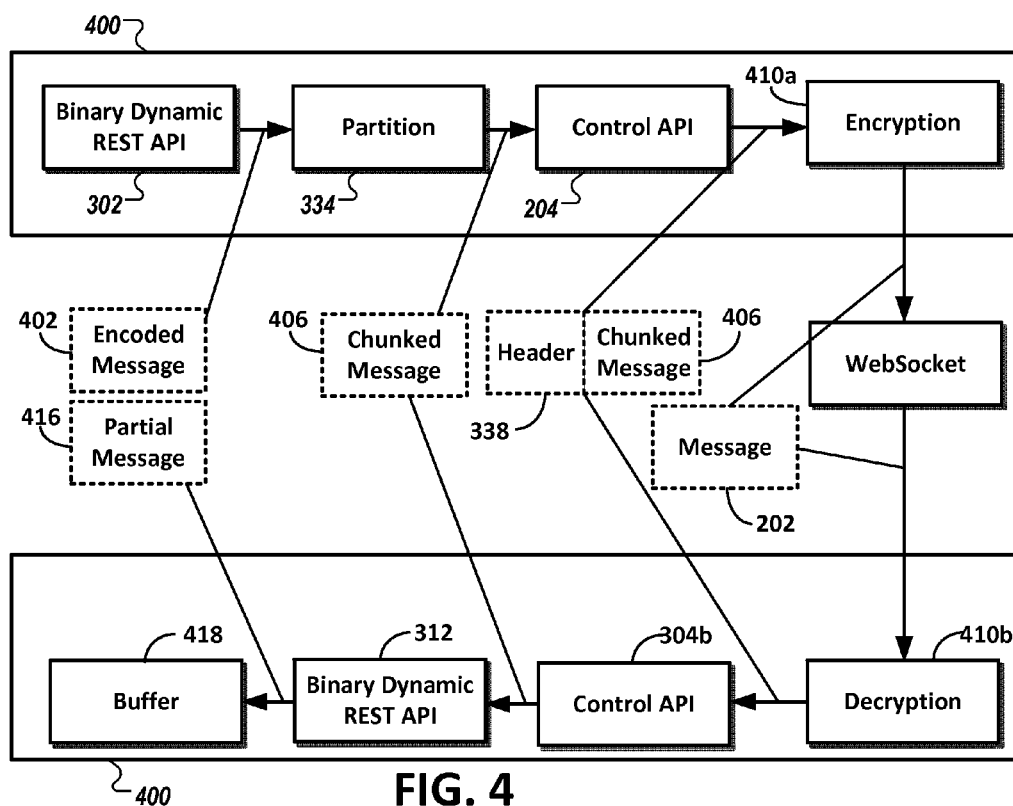 400
410a
Binary Dynamic
REST API
Partition
Control API
Encryption
302
334
204
402
Encoded
Message
406
Chunked
Message
Header
Chunked
Message
406
WebSocket
416
Partial
Message
338
Message
202
418
312
304b
410b
Buffer
Binary Dynamic
REST API
Control API
Decryption
400
FIG. 4